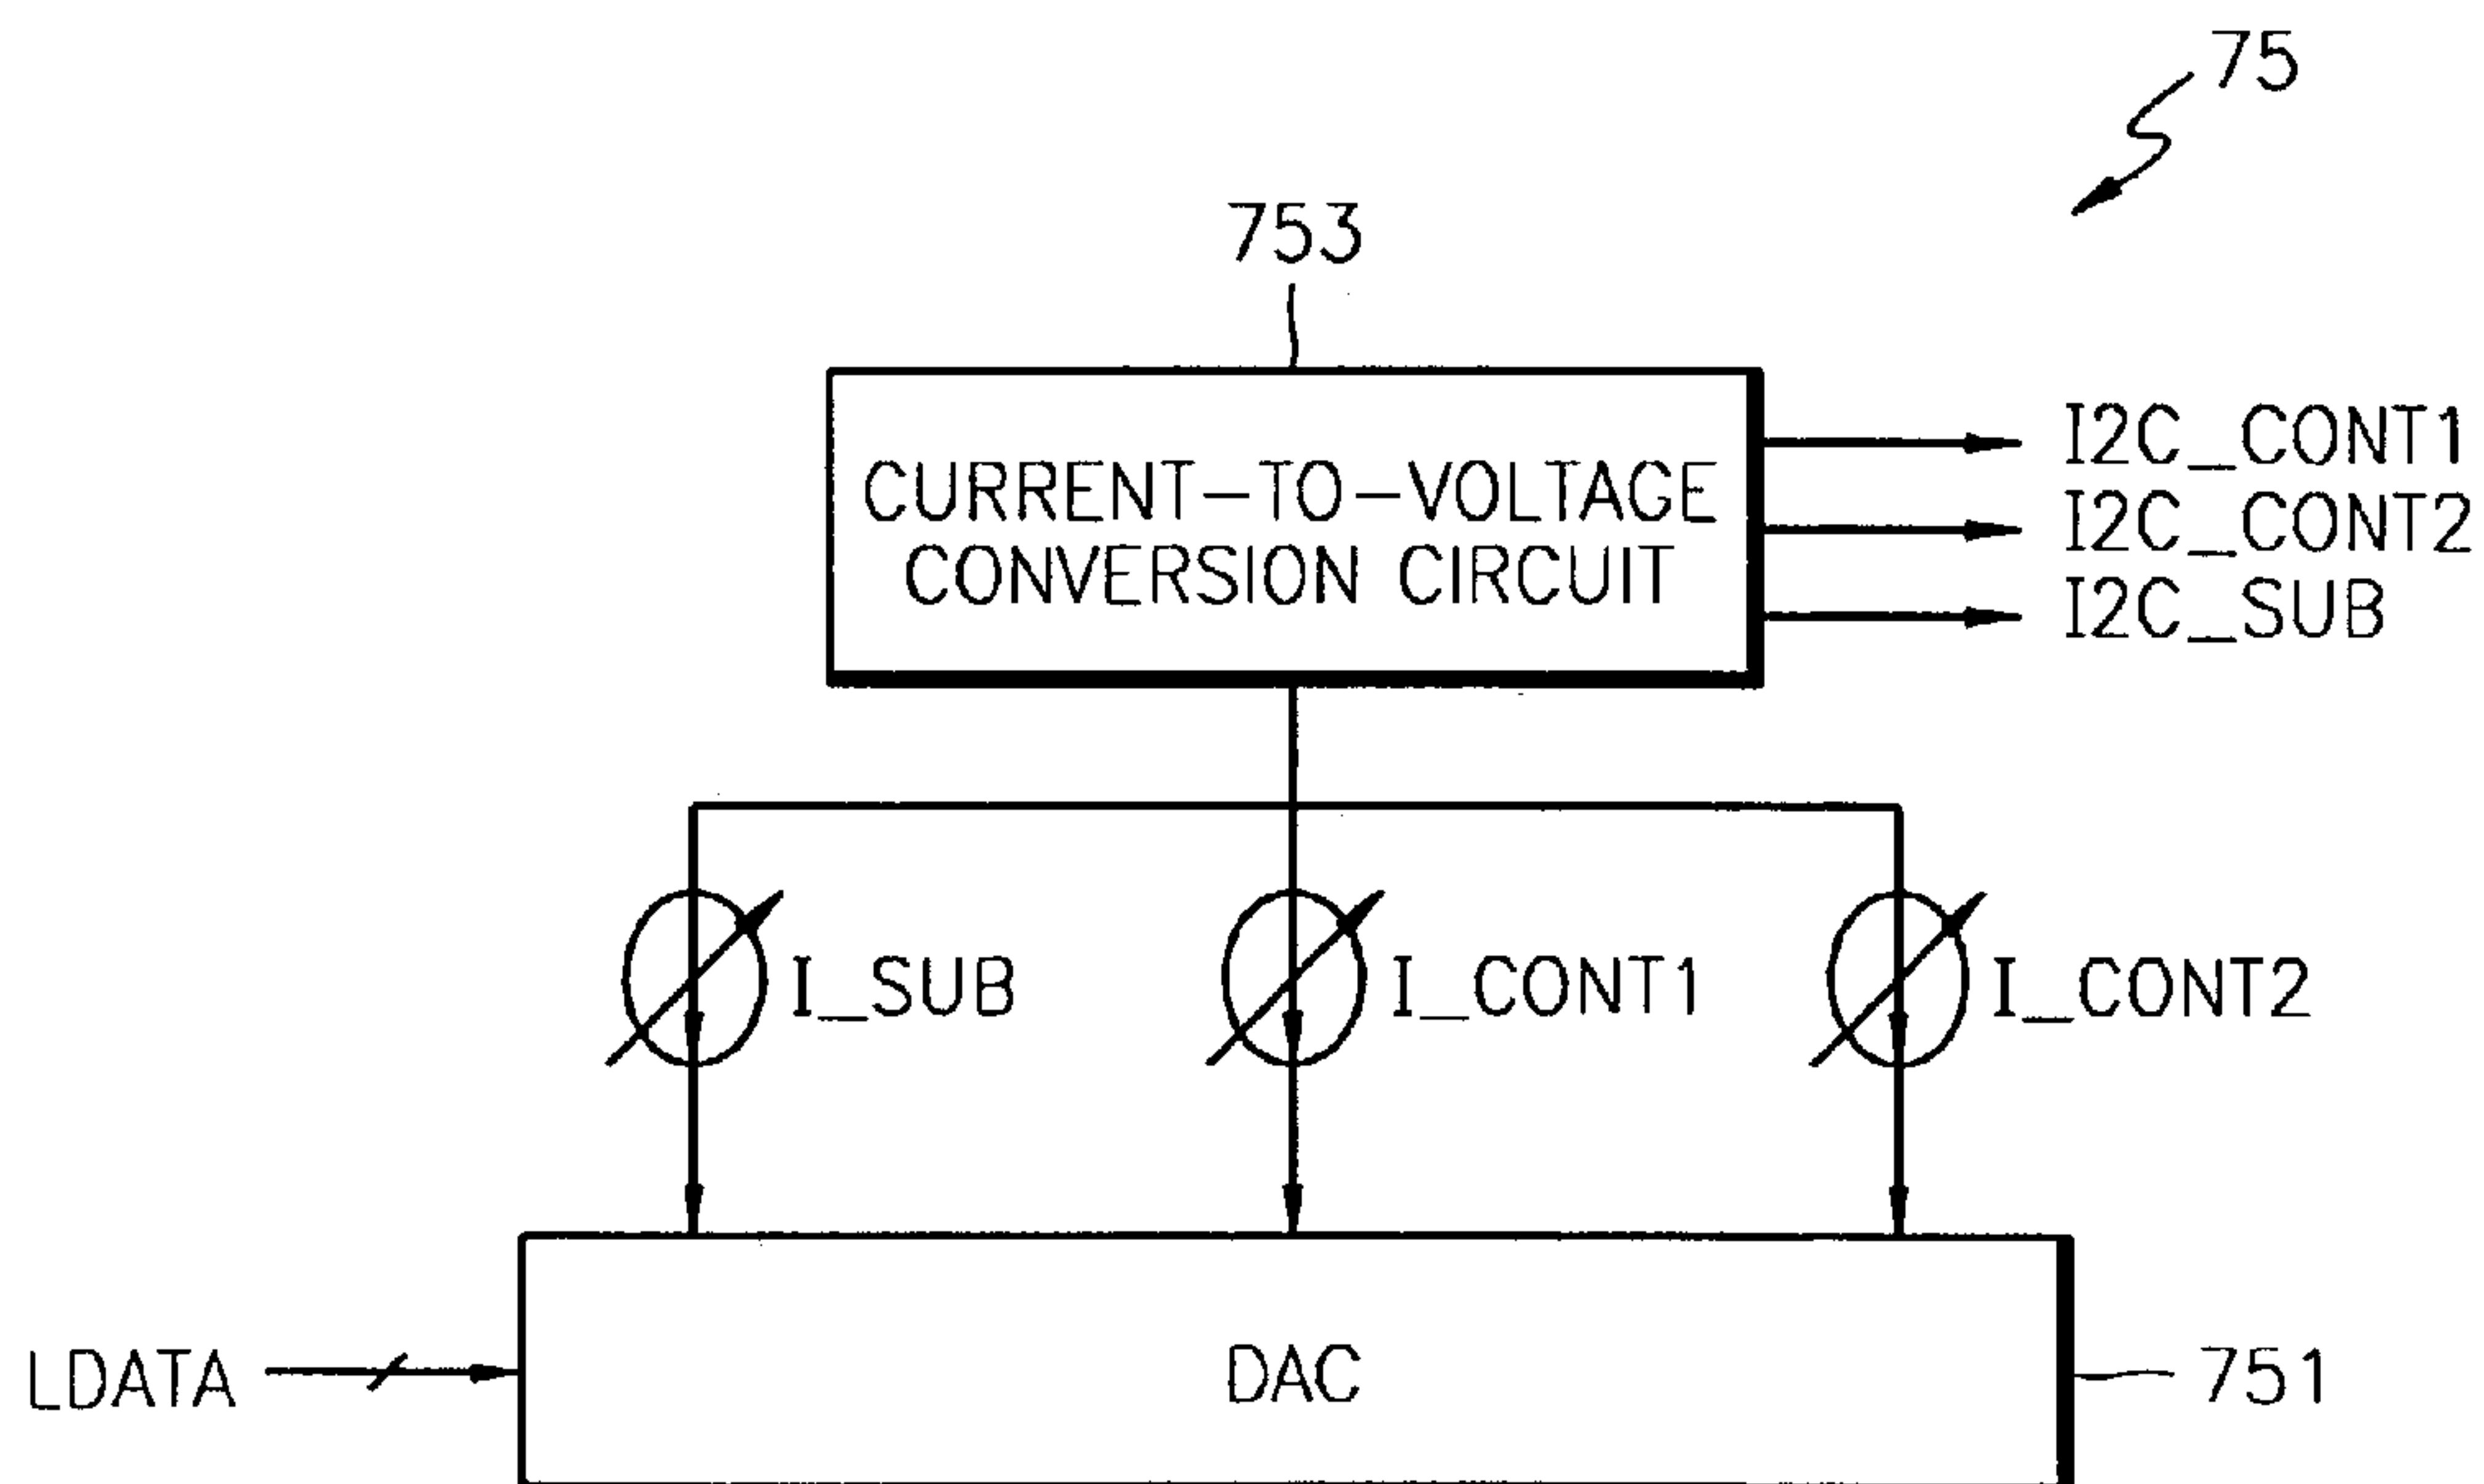 75
753
CURRENT-TO-VOLTAGE
CONVERSION CIRCUIT
I2C_CONT1
I2C_CONT2
I2C_SUB
I_SUB
I_CONT1
I_CONT2
LDATA
DAC
751